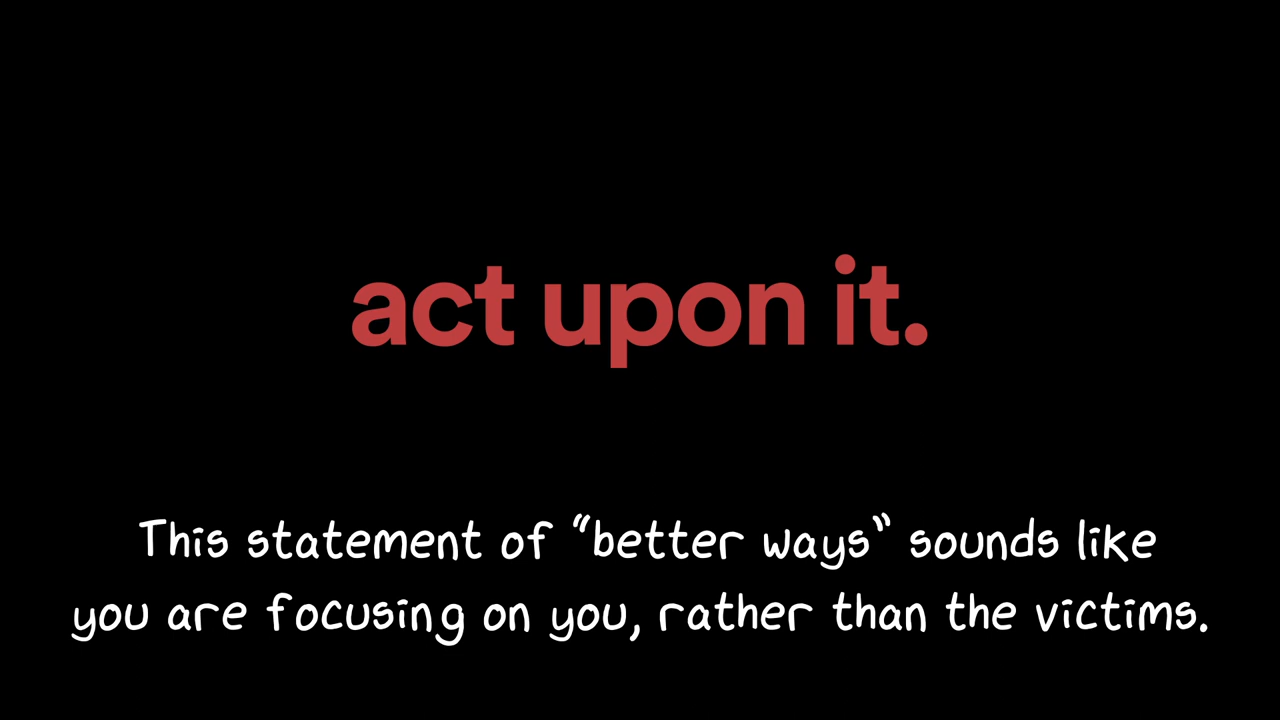 act upon it.
This statement of “better ways” sounds like
you are focusing on you, rather than the victims.